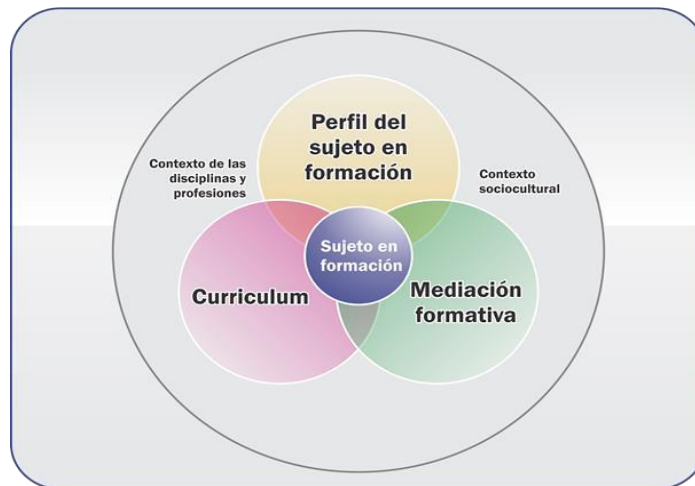 Perfil del
sujeto en
formación
Contexto de las
disciplinas y
profesiones
Contexto
sociocultural
Sujeto en
formación
Curriculum
Mediación
formativa